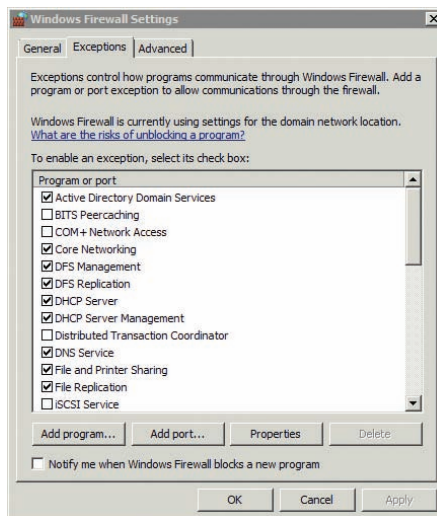 Windows Firewall Settings
General Exceptions Advanced
Exceptions control how programs communicate through Windows Firewall. Add a
program or port exception to allow communications through the firewall.
Windows Firewall is currently using settings for the domain network location.
What are the risks of unblocking a program?
To enable an exception, select its check box:
Program or port
Active Directory Domain Services
BITS Peercaching
COM+ Network Access
Core Networking
DFS Management
DFS Replication
DHCP Server
DHCP Server Management
Distributed Transaction Coordinator
DNS Service
File and Printer Sharing
File Replication
iSCSI Service
Add program... Add port... Properties Delete
Notify me when Windows Firewall blocks a new program
OK Cancel Apply